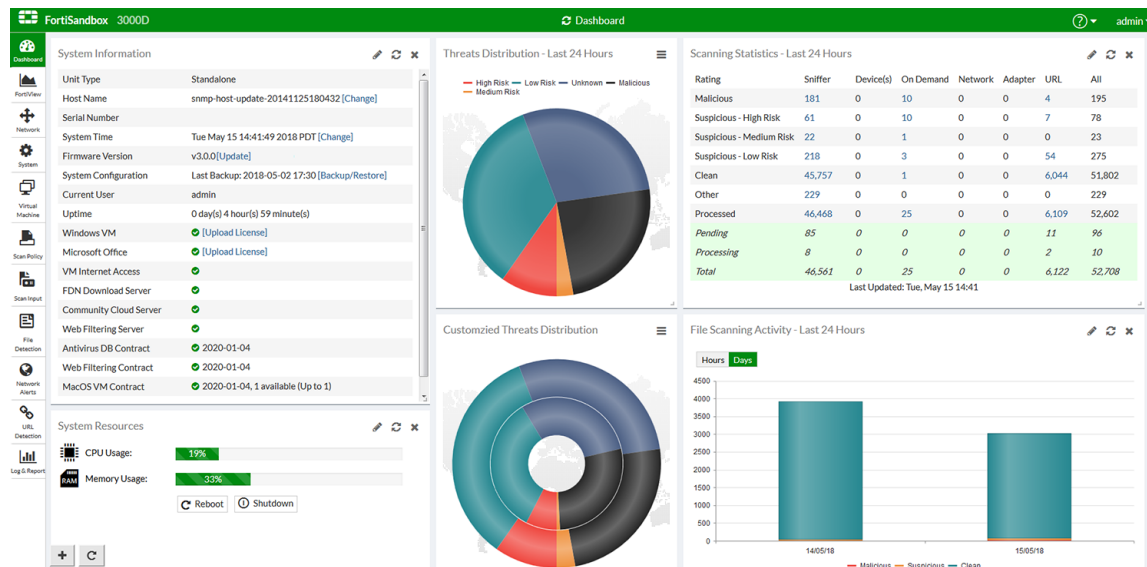 FortiSandbox 3000D
Dashboard
admin
Dashboard
FortiView
Network
System
Virtual
Machine
Scan Policy
Scan Input
File
Detection
Network
Alerts
URL
Detection
Log & Report
System Information
Unit Type Standalone
Host Name snmp-host-update-20141125180432 [Change]
Serial Number
System Time Tue May 15 14:41:49 2018 PDT [Change]
Firmware Version v3.0.0[Update]
System Configuration Last Backup: 2018-05-02 17:30 [Backup/Restore]
Current User admin
Uptime 0 day(s) 4 hour(s) 59 minute(s)
Windows VM [Upload License]
Microsoft Office [Upload License]
VM Internet Access
FDN Download Server
Community Cloud Server
Web Filtering Server
Antivirus DB Contract 2020-01-04
Web Filtering Contract 2020-01-04
MacOS VM Contract 2020-01-04, 1 available (Up to 1)
System Resources
CPU Usage: 19%
RAM Memory Usage: 33%
Reboot Shutdown
Threats Distribution - Last 24 Hours
High Risk Low Risk Unknown Malicious
Medium Risk
Customzied Threats Distribution
Scanning Statistics - Last 24 Hours
Rating Sniffer Device(s) On Demand Network Adapter URL All
Malicious 181 0 10 0 0 4 195
Suspicious - High Risk 61 0 10 0 0 7 78
Suspicious - Medium Risk 22 0 1 0 0 0 23
Suspicious - Low Risk 218 0 3 0 0 54 275
Clean 45,757 0 1 0 0 6,044 51,802
Other 229 0 0 0 0 0 229
Processed 46,468 0 25 0 0 6,109 52,602
Pending 85 0 0 0 0 11 96
Processing 8 0 0 0 0 2 10
Total 46,561 0 25 0 0 6,122 52,708
Last Updated: Tue, May 15 14:41
File Scanning Activity - Last 24 Hours
Hours Days
4500
4000
3500
3000
2500
2000
1500
1000
500
0
14/05/18 15/05/18
Malicious Suspicious Clean